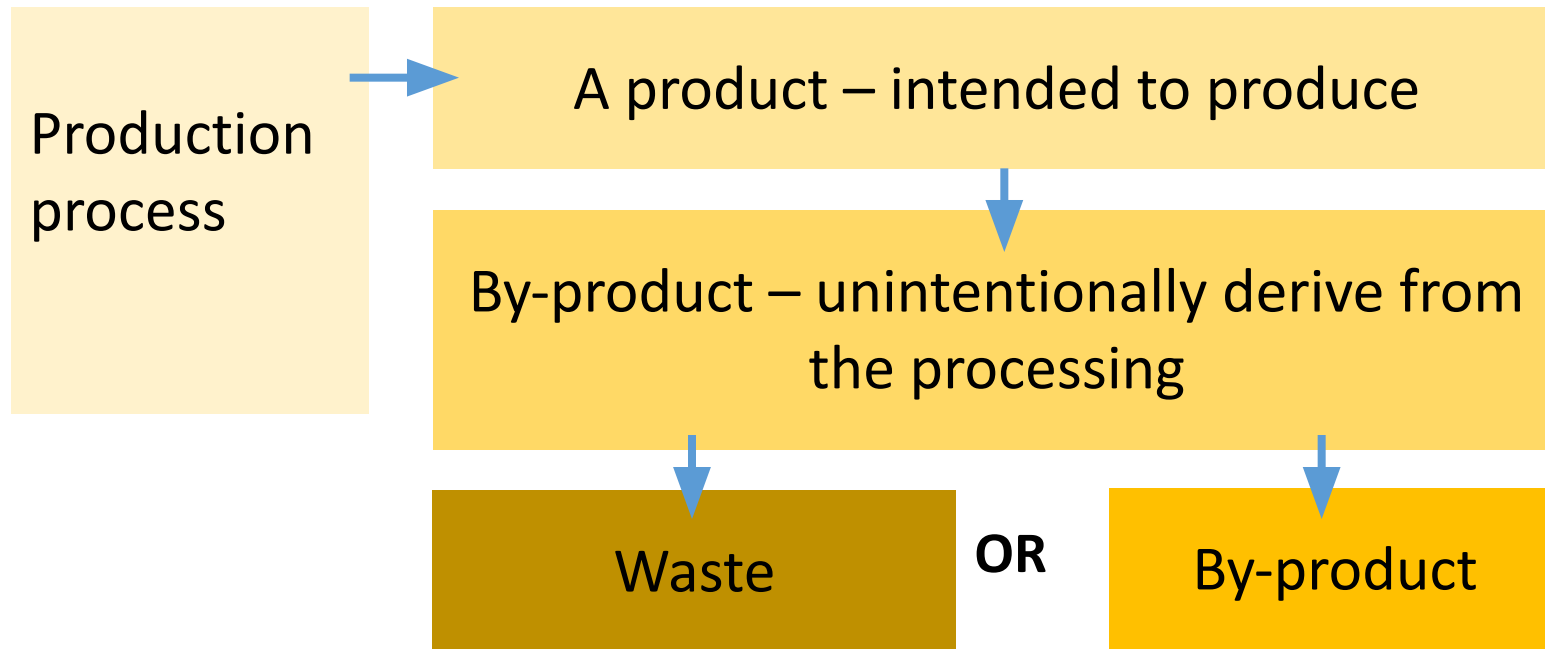 Production
process
A product – intended to produce
By-product – unintentionally derive from
the processing
Waste
OR
By-product